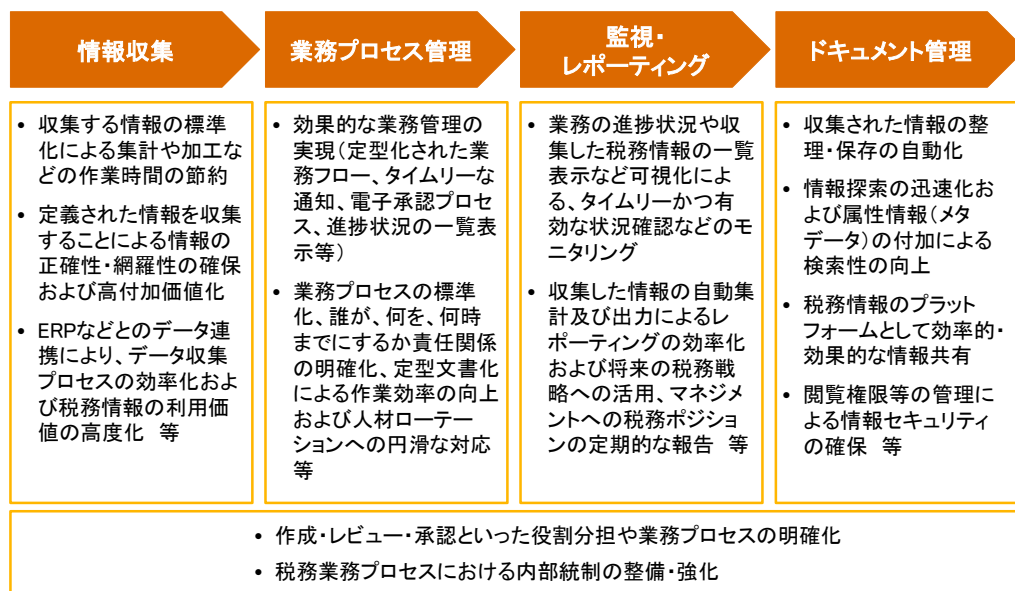 情報収集
業務プロセス管理
監視・
レポーティング
ドキュメント管理
• 収集する情報の標準
化による集計や加工な
どの作業時間の節約
• 定義された情報を収集
することによる情報の
正確性・網羅性の確保
および高付加価値化
• ERPなどとのデータ連
携により、データ収集
プロセスの効率化およ
び税務情報の利用価
値の高度化 等
• 効果的な業務管理の
実現（定型化された業
務フロー、タイムリーな
通知、電子承認プロセ
ス、進捗状況の一覧表
示等）
• 業務プロセスの標準
化、誰が、何を、何時
までにするか責任関係
の明確化、定型文書化
による作業効率の向上
および人材ローテー
ションへの円滑な対応
等
• 業務の進捗状況や収
集した税務情報の一覧
表示など可視化によ
る、タイムリーかつ有
効な状況確認などのモ
ニタリング
• 収集した情報の自動集
計及び出力によるレ
ポーティングの効率化
および将来の税務戦
略への活用、マネジメ
ントへの税務ポジショ
ンの定期的な報告 等
• 収集された情報の整
理・保存の自動化
• 情報探索の迅速化お
よび属性情報（メタ
データ）の付加による
検索性の向上
• 税務情報のプラット
フォームとして効率的・
効果的な情報共有
• 閲覧権限等の管理に
よる情報セキュリティ
の確保 等
• 作成・レビュー・承認といった役割分担や業務プロセスの明確化
• 税務業務プロセスにおける内部統制の整備・強化